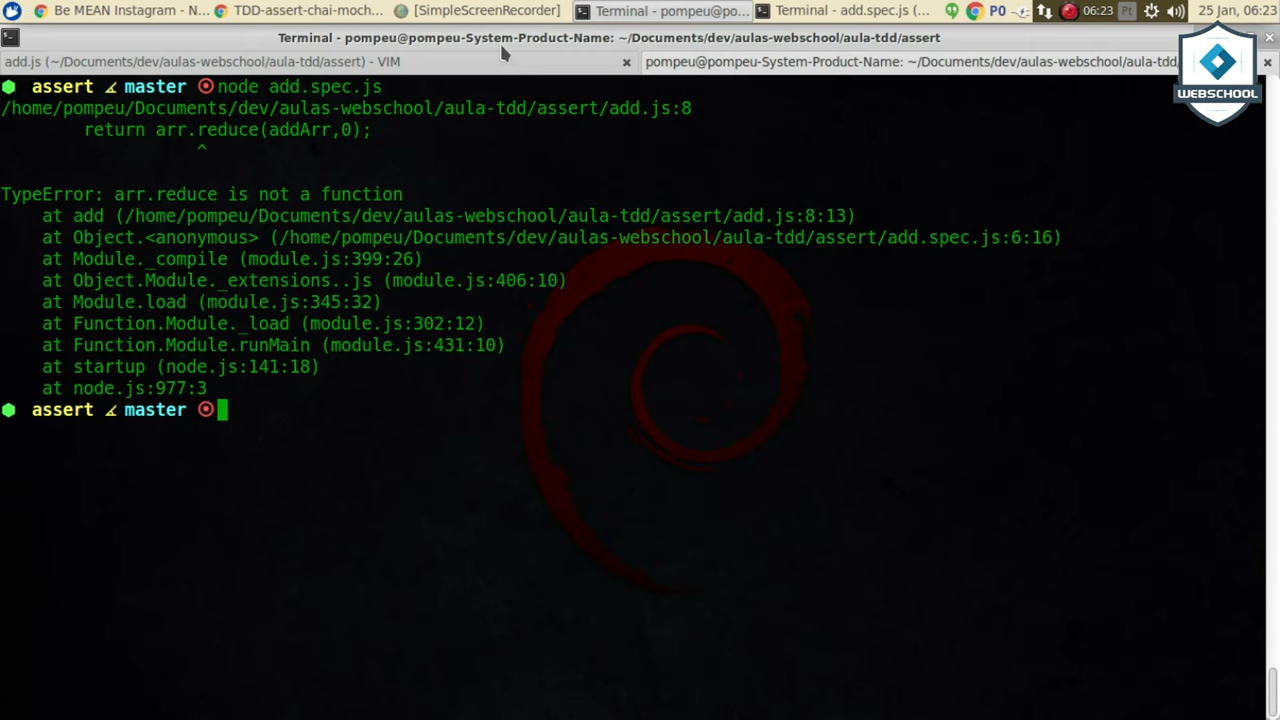 Be MEAN Instagram - N...
TDD-assert-chai-moch...
[SimpleScreenRecorder]
Terminal - pompeu@po...
Terminal - add.spec.js (...
P0
06:23
Pt
25 Jan, 06:23
Terminal - pompeu@pompeu-System-Product-Name: ~/Documents/dev/aulas-webschool/aula-tdd/assert
add.js (~/Documents/dev/aulas-webschool/aula-tdd/assert) - VIM
pompeu@pompeu-System-Product-Name: ~/Documents/dev/aulas-webschool/aula-tdd/
WEBSCHOOL
assert master node add.spec.js
/home/pompeu/Documents/dev/aulas-webschool/aula-tdd/assert/add.js:8
return arr.reduce(addArr,0);
^
TypeError: arr.reduce is not a function
at add (/home/pompeu/Documents/dev/aulas-webschool/aula-tdd/assert/add.js:8:13)
at Object.<anonymous> (/home/pompeu/Documents/dev/aulas-webschool/aula-tdd/assert/add.spec.js:6:16)
at Module._compile (module.js:399:26)
at Object.Module._extensions..js (module.js:406:10)
at Module.load (module.js:345:32)
at Function.Module._load (module.js:302:12)
at Function.Module.runMain (module.js:431:10)
at startup (node.js:141:18)
at node.js:977:3
assert master